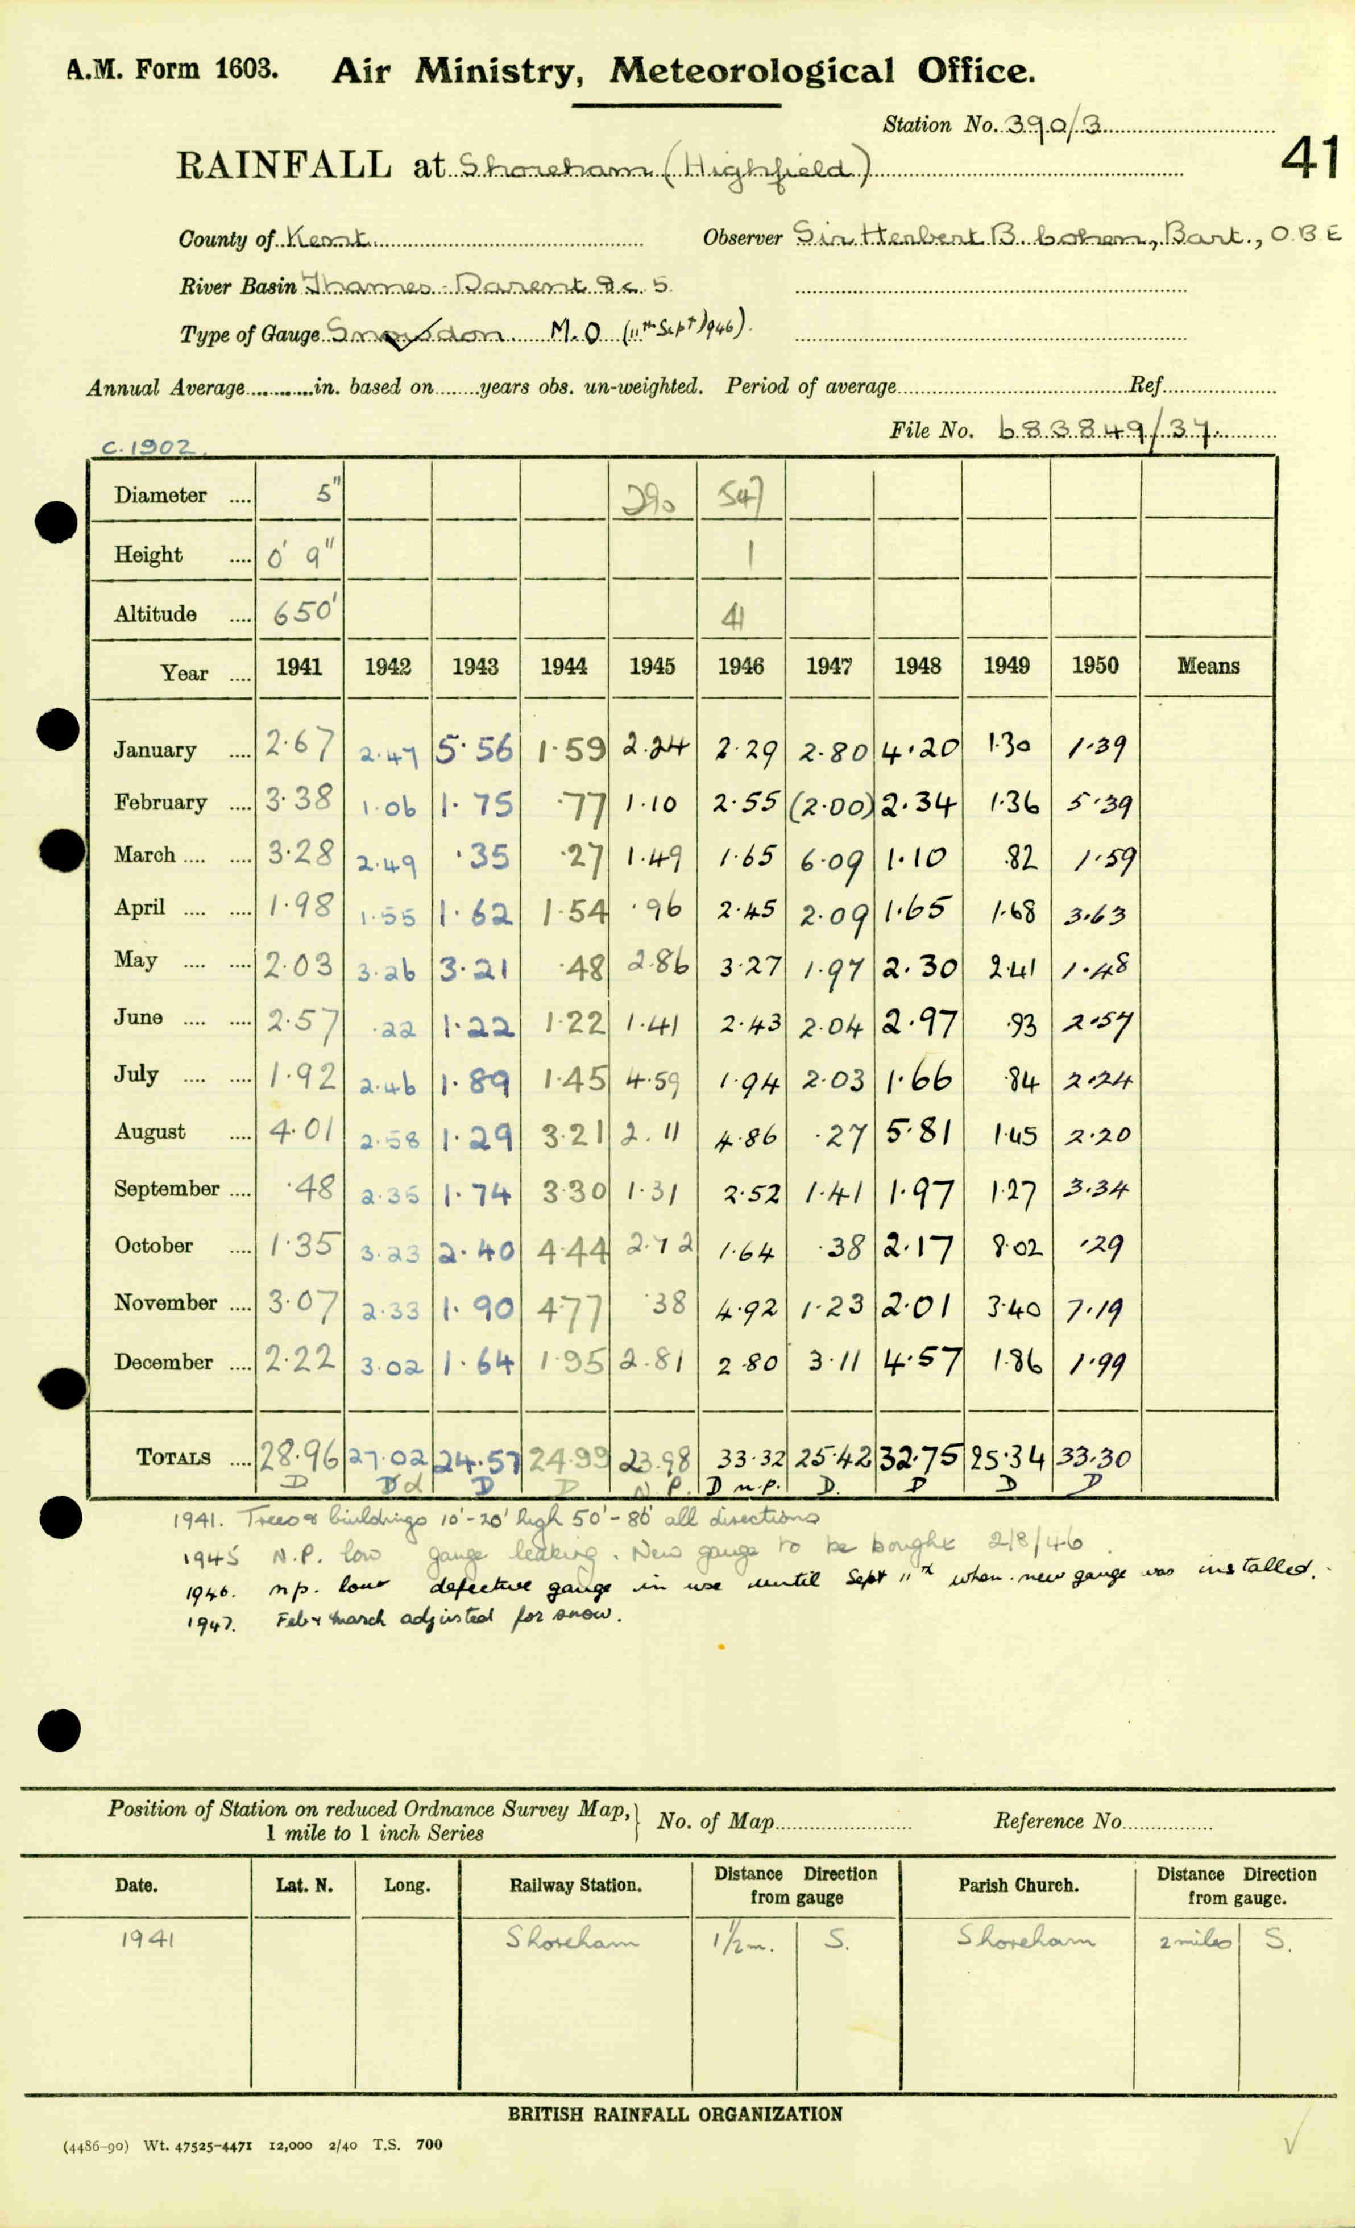 A.M. Form 1603. Air Ministry, Meteorological Office.
Station No. 390/3
41
RAINFALL at Shoreham (Highfield)
County of Kent Observer Sir Herbert B. Cohen, Bart., O.B.E
River Basin Thames - Darent &c. 5
Type of Gauge Snowdon. M.O (11th Sept 1946).
Annual Average in. based on years obs. un-weighted. Period of average Ref.
File No. 683849/37.
C.1902.
Diameter .... 5" 290 547
Height .... 0' 9" 1
Altitude .... 650' 41
Year .... 1941 1942 1943 1944 1945 1946 1947 1948 1949 1950 Means
January .... 2.67 2.47 5.56 1.59 2.24 2.29 2.80 4.20 1.30 1.39
February .... 3.38 1.06 1.75 .77 1.10 2.55 (2.00) 2.34 1.36 5.39
March .... .... 3.28 2.49 .35 .27 1.49 1.65 6.09 1.10 .82 1.59
April .... .... 1.98 1.55 1.62 1.54 .96 2.45 2.09 1.65 1.68 3.63
May .... .... 2.03 3.26 3.21 .48 2.86 3.27 1.97 2.30 2.41 1.48
June .... .... 2.57 .22 1.22 1.22 1.41 2.43 2.04 2.97 .93 2.57
July .... .... 1.92 2.46 1.89 1.45 4.59 1.94 2.03 1.66 .84 2.24
August .... 4.01 2.58 1.29 3.21 2.11 4.86 .27 5.81 1.45 2.20
September .... .48 2.35 1.74 3.30 1.31 2.52 1.41 1.97 1.27 3.34
October .... 1.35 3.23 2.40 4.44 2.72 1.64 .38 2.17 8.02 .29
November .... 3.07 2.33 1.90 4.77 .38 4.92 1.23 2.01 3.40 7.19
December .... 2.22 3.02 1.64 1.95 2.81 2.80 3.11 4.57 1.86 1.99
TOTALS .... 28.96 27.02 24.57 24.99 23.98 33.32 25.42 32.75 25.34 33.30
D D d D D N.P. D n.p. D. D D D
1941. Trees & buildings 10'-20' high 50'-80' all directions
1945 N.P. low gauge leaking. New gauge to be bought 2/8/46.
1946. n.p. low defective gauge in use until Sept 11th when new gauge was installed.
1947. Feb & March adjusted for snow.
Position of Station on reduced Ordnance Survey Map, 1 mile to 1 inch Series } No. of Map Reference No.
Date. Lat. N. Long. Railway Station. Distance Direction from gauge Parish Church. Distance Direction from gauge.
1941 Shoreham 1 1/2 m. S. Shoreham 2 miles S.
BRITISH RAINFALL ORGANIZATION
(4486-90) Wt. 47525-4471 12,000 2/40 T.S. 700